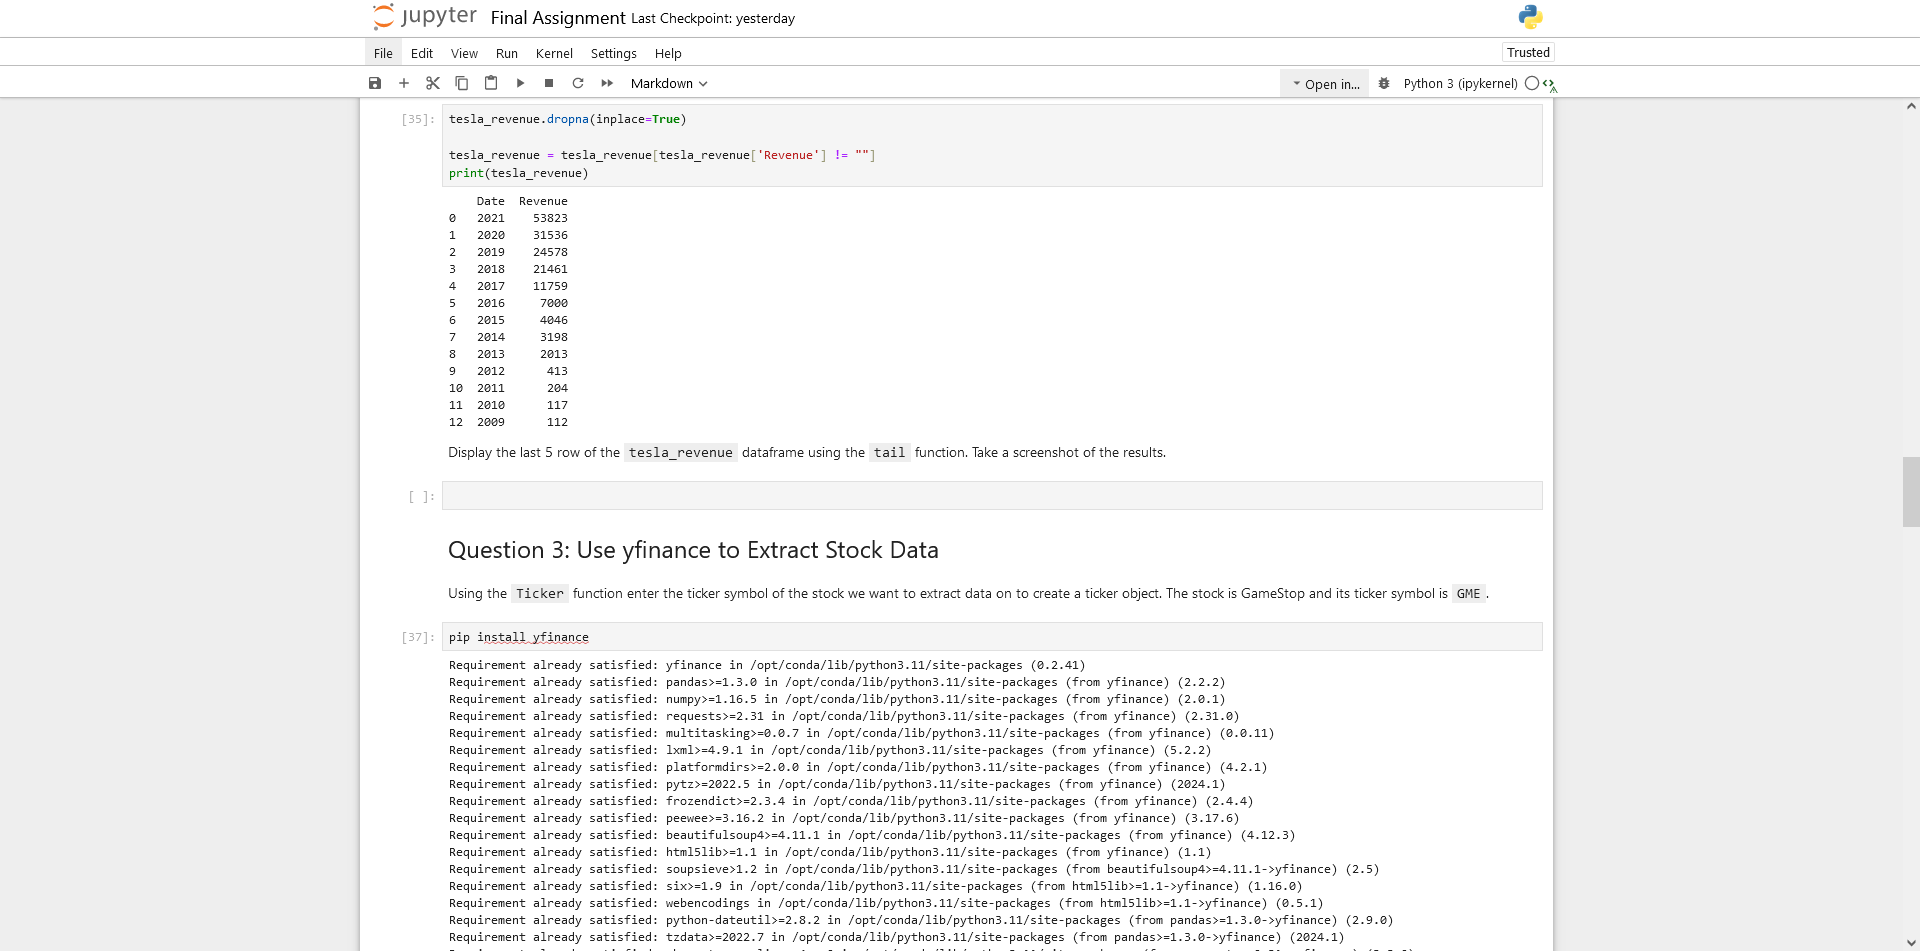 jupyter Final Assignment Last Checkpoint: yesterday
File Edit View Run Kernel Settings Help Trusted
Markdown Open in... Python 3 (ipykernel)
[35]: tesla_revenue.dropna(inplace=True)
tesla_revenue = tesla_revenue[tesla_revenue['Revenue'] != ""]
print(tesla_revenue)
Date Revenue
0 2021 53823
1 2020 31536
2 2019 24578
3 2018 21461
4 2017 11759
5 2016 7000
6 2015 4046
7 2014 3198
8 2013 2013
9 2012 413
10 2011 204
11 2010 117
12 2009 112
Display the last 5 row of the tesla_revenue dataframe using the tail function. Take a screenshot of the results.
[ ]:
Question 3: Use yfinance to Extract Stock Data
Using the Ticker function enter the ticker symbol of the stock we want to extract data on to create a ticker object. The stock is GameStop and its ticker symbol is GME.
[37]: pip install yfinance
Requirement already satisfied: yfinance in /opt/conda/lib/python3.11/site-packages (0.2.41)
Requirement already satisfied: pandas>=1.3.0 in /opt/conda/lib/python3.11/site-packages (from yfinance) (2.2.2)
Requirement already satisfied: numpy>=1.16.5 in /opt/conda/lib/python3.11/site-packages (from yfinance) (2.0.1)
Requirement already satisfied: requests>=2.31 in /opt/conda/lib/python3.11/site-packages (from yfinance) (2.31.0)
Requirement already satisfied: multitasking>=0.0.7 in /opt/conda/lib/python3.11/site-packages (from yfinance) (0.0.11)
Requirement already satisfied: lxml>=4.9.1 in /opt/conda/lib/python3.11/site-packages (from yfinance) (5.2.2)
Requirement already satisfied: platformdirs>=2.0.0 in /opt/conda/lib/python3.11/site-packages (from yfinance) (4.2.1)
Requirement already satisfied: pytz>=2022.5 in /opt/conda/lib/python3.11/site-packages (from yfinance) (2024.1)
Requirement already satisfied: frozendict>=2.3.4 in /opt/conda/lib/python3.11/site-packages (from yfinance) (2.4.4)
Requirement already satisfied: peewee>=3.16.2 in /opt/conda/lib/python3.11/site-packages (from yfinance) (3.17.6)
Requirement already satisfied: beautifulsoup4>=4.11.1 in /opt/conda/lib/python3.11/site-packages (from yfinance) (4.12.3)
Requirement already satisfied: html5lib>=1.1 in /opt/conda/lib/python3.11/site-packages (from yfinance) (1.1)
Requirement already satisfied: soupsieve>1.2 in /opt/conda/lib/python3.11/site-packages (from beautifulsoup4>=4.11.1->yfinance) (2.5)
Requirement already satisfied: six>=1.9 in /opt/conda/lib/python3.11/site-packages (from html5lib>=1.1->yfinance) (1.16.0)
Requirement already satisfied: webencodings in /opt/conda/lib/python3.11/site-packages (from html5lib>=1.1->yfinance) (0.5.1)
Requirement already satisfied: python-dateutil>=2.8.2 in /opt/conda/lib/python3.11/site-packages (from pandas>=1.3.0->yfinance) (2.9.0)
Requirement already satisfied: tzdata>=2022.7 in /opt/conda/lib/python3.11/site-packages (from pandas>=1.3.0->yfinance) (2024.1)